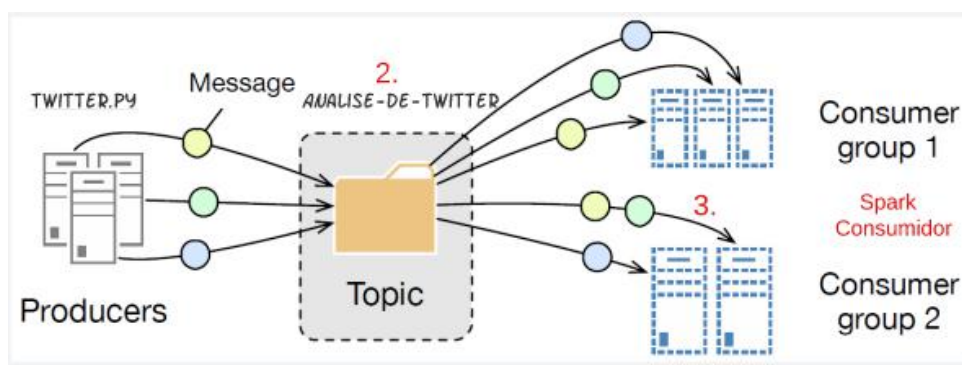 TWITTER.PY
Message
2.
ANALISE-DE-TWITTER
Producers
Topic
Consumer
group 1
3.
Spark
Consumidor
Consumer
group 2